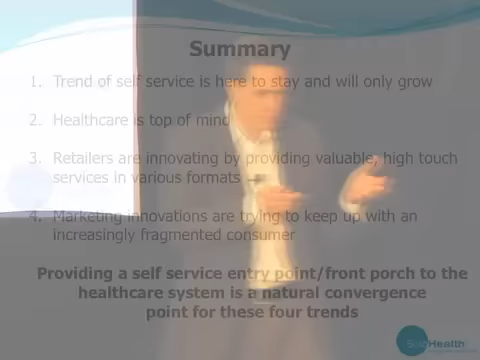 Summary
1. Trend of self service is here to stay and will only grow
2. Healthcare is top of mind
3. Retailers are innovating by providing valuable, high touch
services in various formats
4. Marketing innovations are trying to keep up with an
increasingly fragmented consumer
Providing a self service entry point/front porch to the
healthcare system is a natural convergence
point for these four trends
SoloHealth